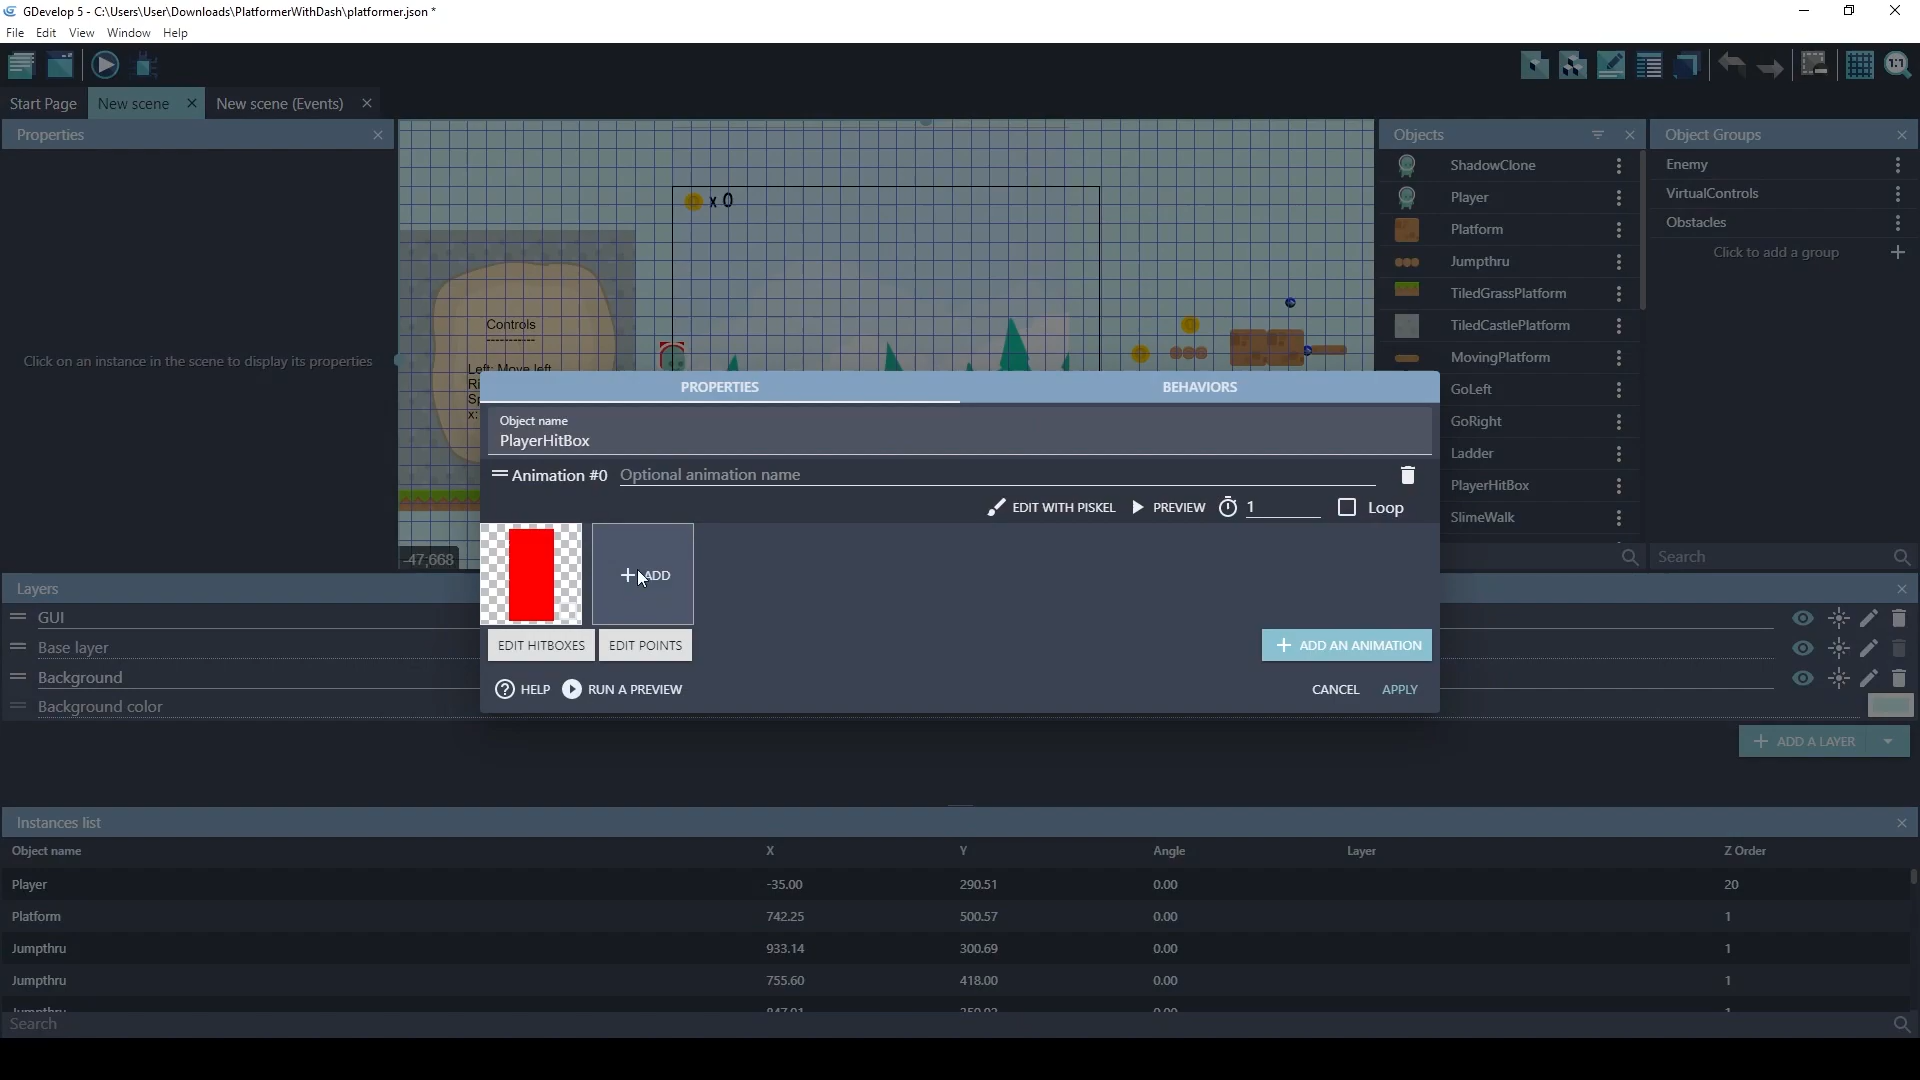 GDevelop 5 - C:\Users\User\Downloads\PlatformerWithDash\platformer.json *
File Edit View Window Help
1:1
Start Page New scene New scene (Events)
Properties
Click on an instance in the scene to display its properties
x 0
Controls
-----------
Left: Move left
Ri
Sp
x:
-47;668
Objects
ShadowClone
Player
Platform
Jumpthru
TiledGrassPlatform
TiledCastlePlatform
MovingPlatform
GoLeft
GoRight
Ladder
PlayerHitBox
SlimeWalk
Object Groups
Enemy
VirtualControls
Obstacles
Click to add a group
Search
PROPERTIES BEHAVIORS
Object name
PlayerHitBox
Animation #0 Optional animation name
EDIT WITH PISKEL PREVIEW 1 Loop
ADD
EDIT HITBOXES EDIT POINTS ADD AN ANIMATION
HELP RUN A PREVIEW CANCEL APPLY
Layers
GUI
Base layer
Background
Background color
ADD A LAYER
Instances list
Object name X Y Angle Layer Z Order
Player -35.00 290.51 0.00 20
Platform 742.25 500.57 0.00 1
Jumpthru 933.14 300.69 0.00 1
Jumpthru 755.60 418.00 0.00 1
Search